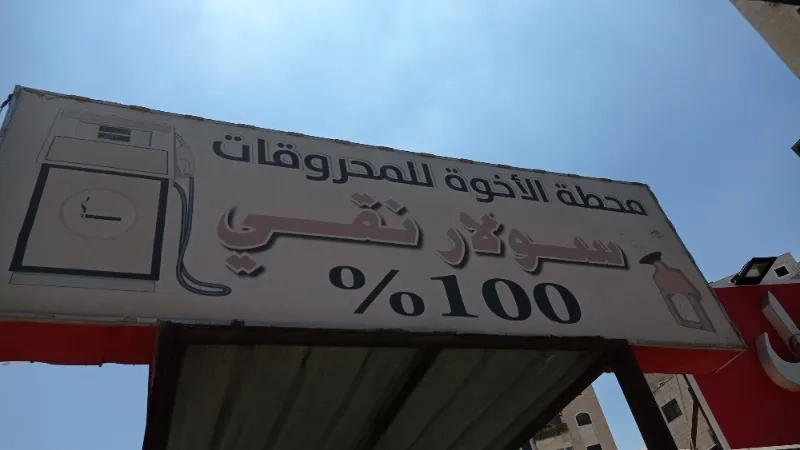 محطة الأخوة للمحروقات
سولار نقي
%100